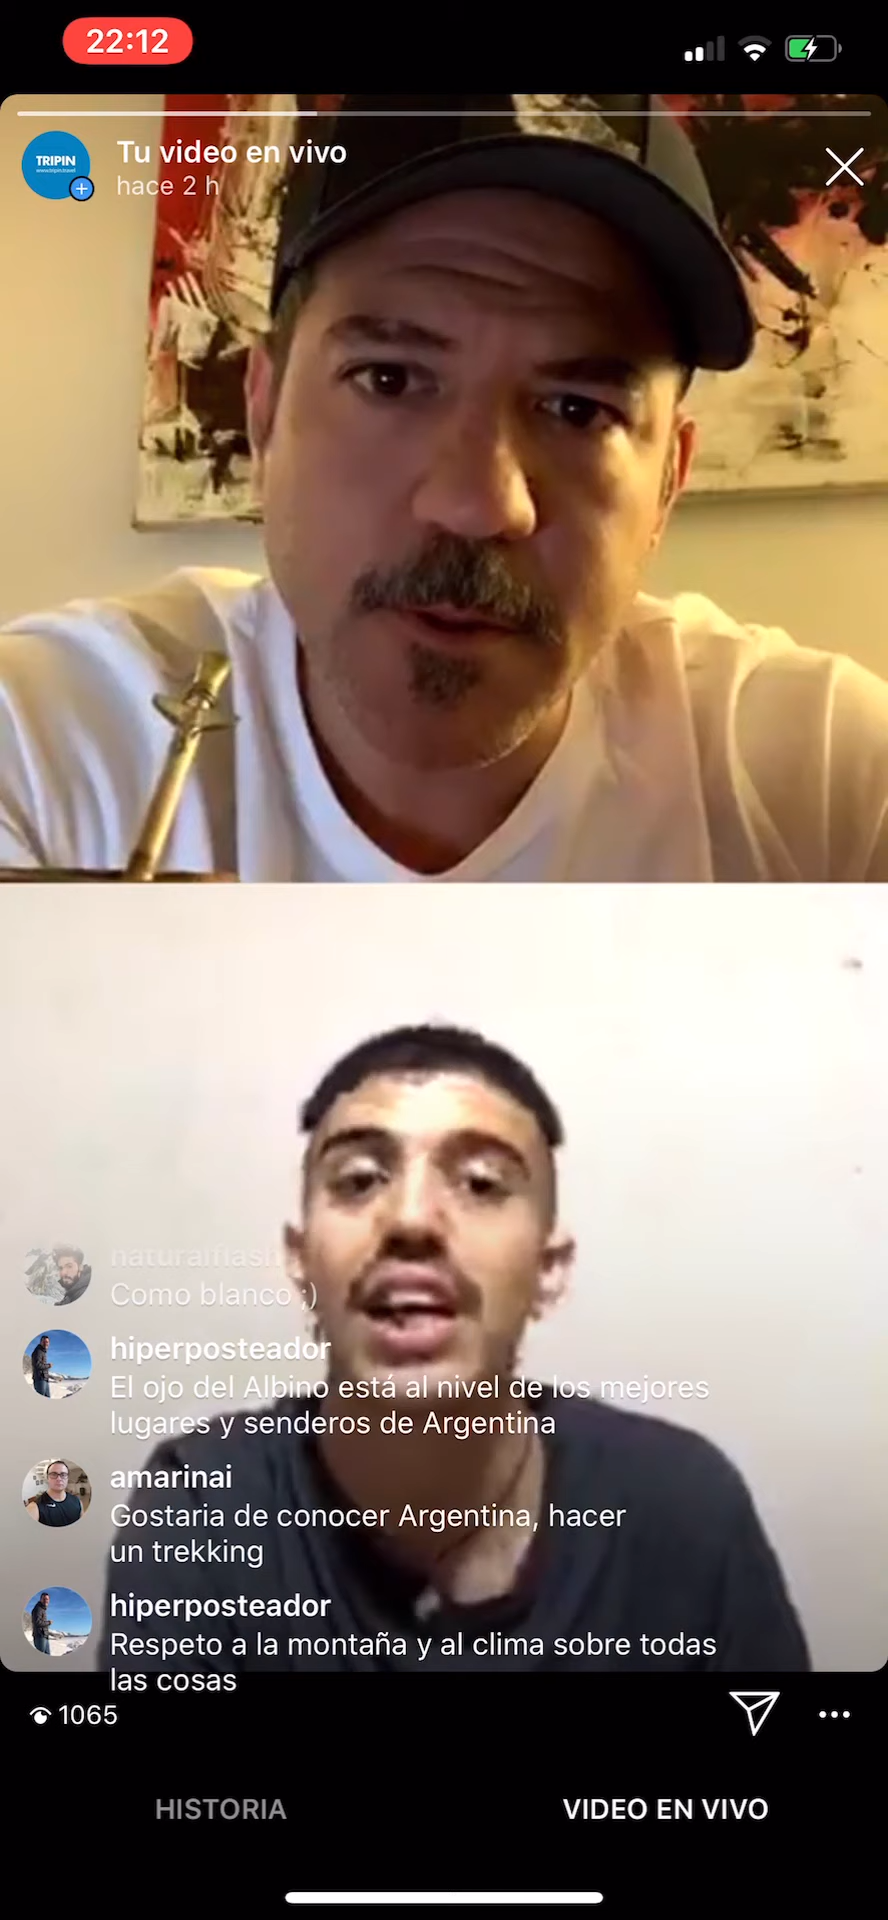 22:12
TRIPIN
Tu video en vivo
hace 2 h
naturalflash
Como blanco ;)
hiperposteador
El ojo del Albino está al nivel de los mejores
lugares y senderos de Argentina
amarinai
Gostaria de conocer Argentina, hacer
un trekking
hiperposteador
Respeto a la montaña y al clima sobre todas
las cosas
1065
HISTORIA
VIDEO EN VIVO